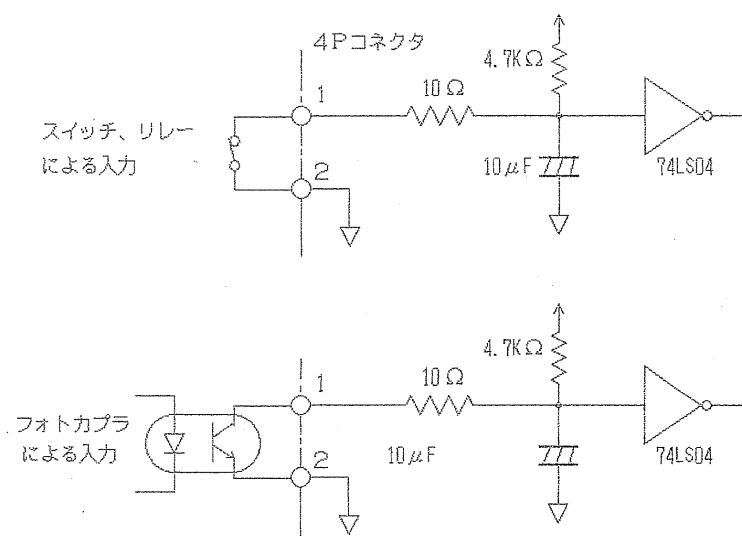 4Pコネクタ
4.7KΩ
1
10Ω
スイッチ、リレー
による入力
10μF
74LS04
2
4.7KΩ
1
10Ω
フォトカプラ
による入力
2
10μF
74LS04